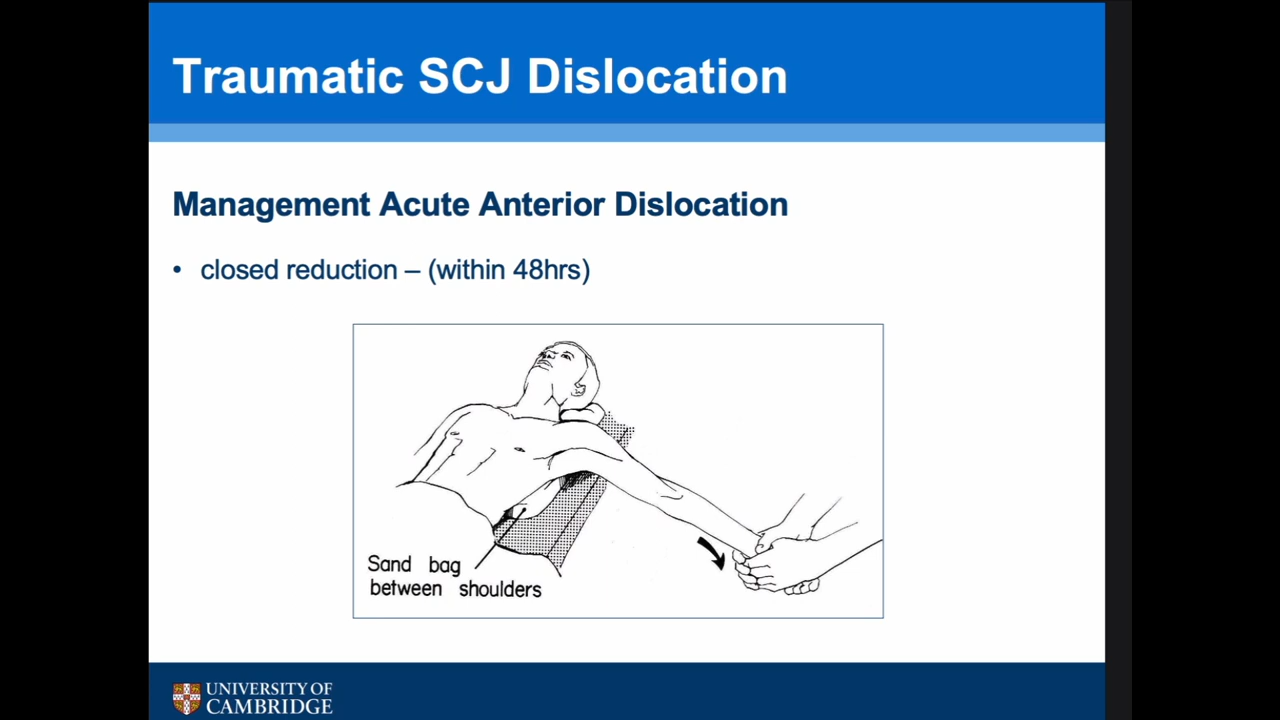 Traumatic SCJ Dislocation
Management Acute Anterior Dislocation
• closed reduction – (within 48hrs)
Sand bag
between shoulders
UNIVERSITY OF
CAMBRIDGE